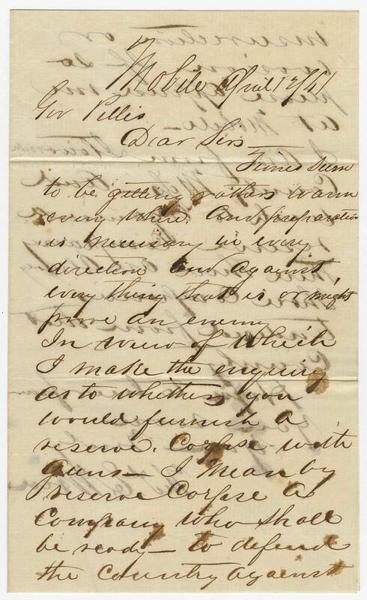 Mobile April 17/61
Gov Pettis
Dear Sir
Times seem
to be getting rather warm
every where. and preparation
is necessary in every
direction and against
every thing that is or might
prove an enemy
In view of which
I make the enquiry
as to whether you
would furnish a
reserve. Corpse with
guns — I mean by
reserve Corpse a
Company who shall
be ready — to defend
the country against